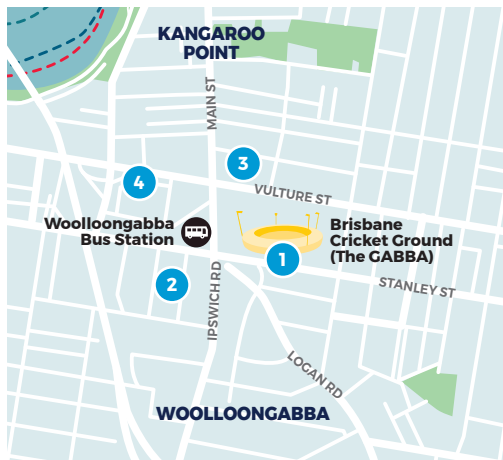 KANGAROO
POINT
MAIN ST
3
4
VULTURE ST
Woolloongabba
Bus Station
Brisbane
Cricket Ground
(The GABBA)
1
2
STANLEY ST
IPSWICH RD
LOGAN RD
WOOLLOONGABBA